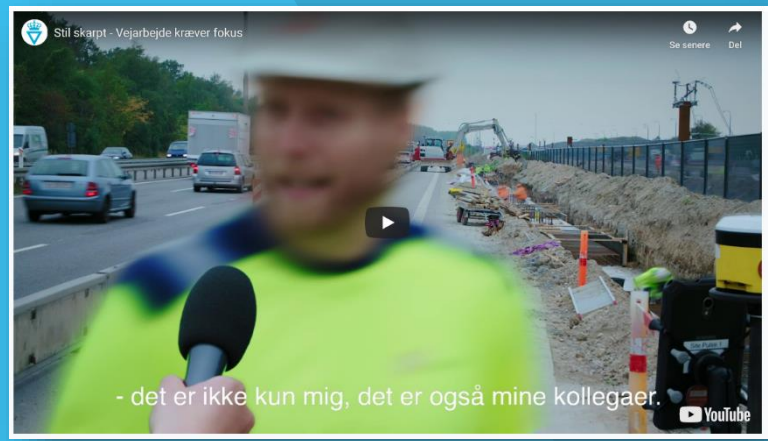 Stil skarpt - Vejarbejde kræver fokus
Se senere
Del
- det er ikke kun mig, det er også mine kollegaer.
YouTube